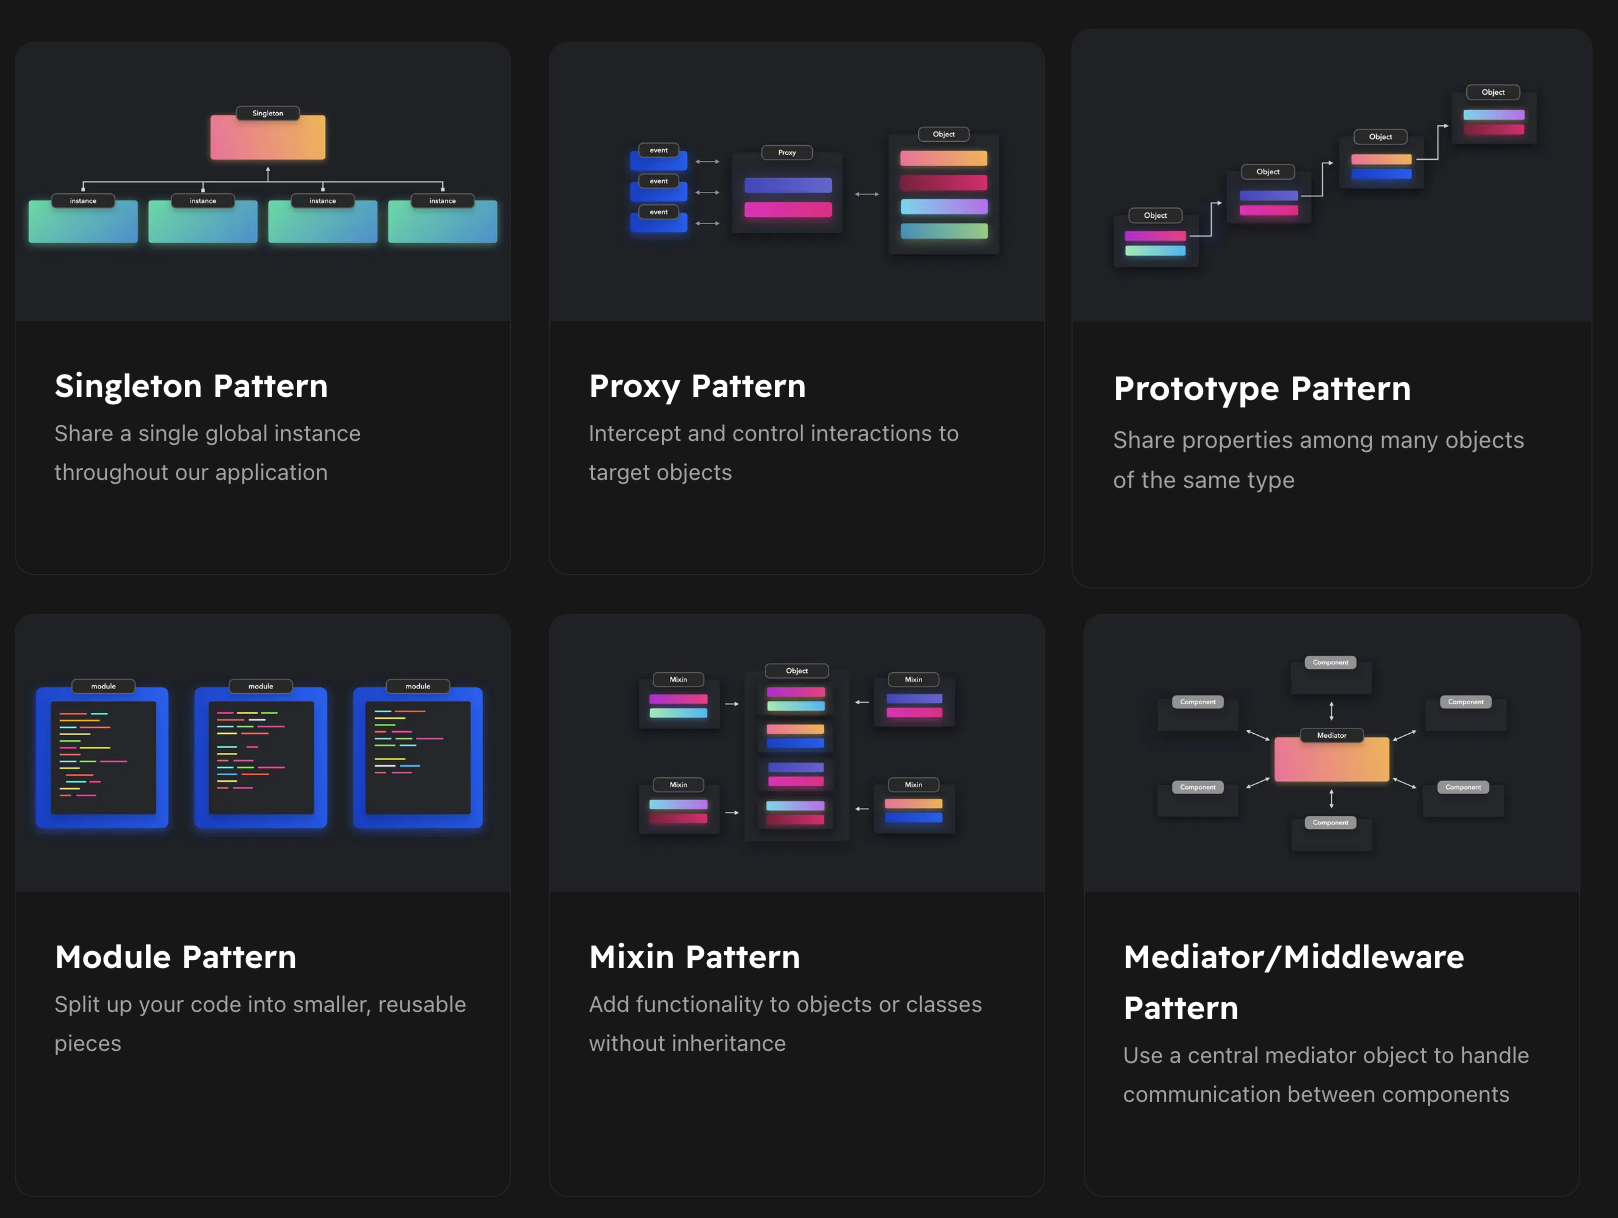 Singleton
instance
instance
instance
instance
Singleton Pattern
Share a single global instance
throughout our application
event
event
event
Proxy
Object
Proxy Pattern
Intercept and control interactions to
target objects
Object
Object
Object
Object
Prototype Pattern
Share properties among many objects
of the same type
module
module
module
Module Pattern
Split up your code into smaller, reusable
pieces
Mixin
Object
Mixin
Mixin
Mixin
Mixin Pattern
Add functionality to objects or classes
without inheritance
Component
Component
Component
Mediator
Component
Component
Component
Mediator/Middleware
Pattern
Use a central mediator object to handle
communication between components